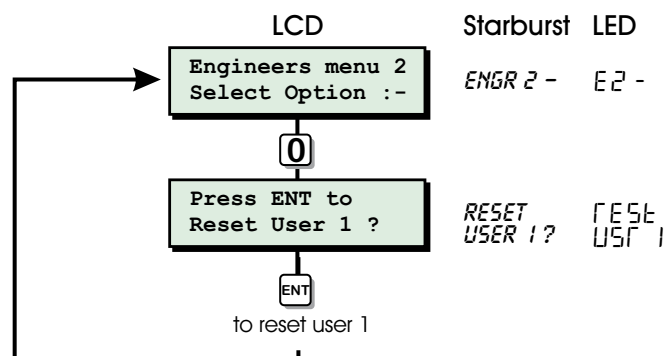 LCD Starburst LED
Engineers menu 2
Select Option :-
ENGR 2 - E2 -
0
Press ENT to
Reset User 1 ?
RESET
USER 1 ?
rESt
USr 1
ENT
to reset user 1